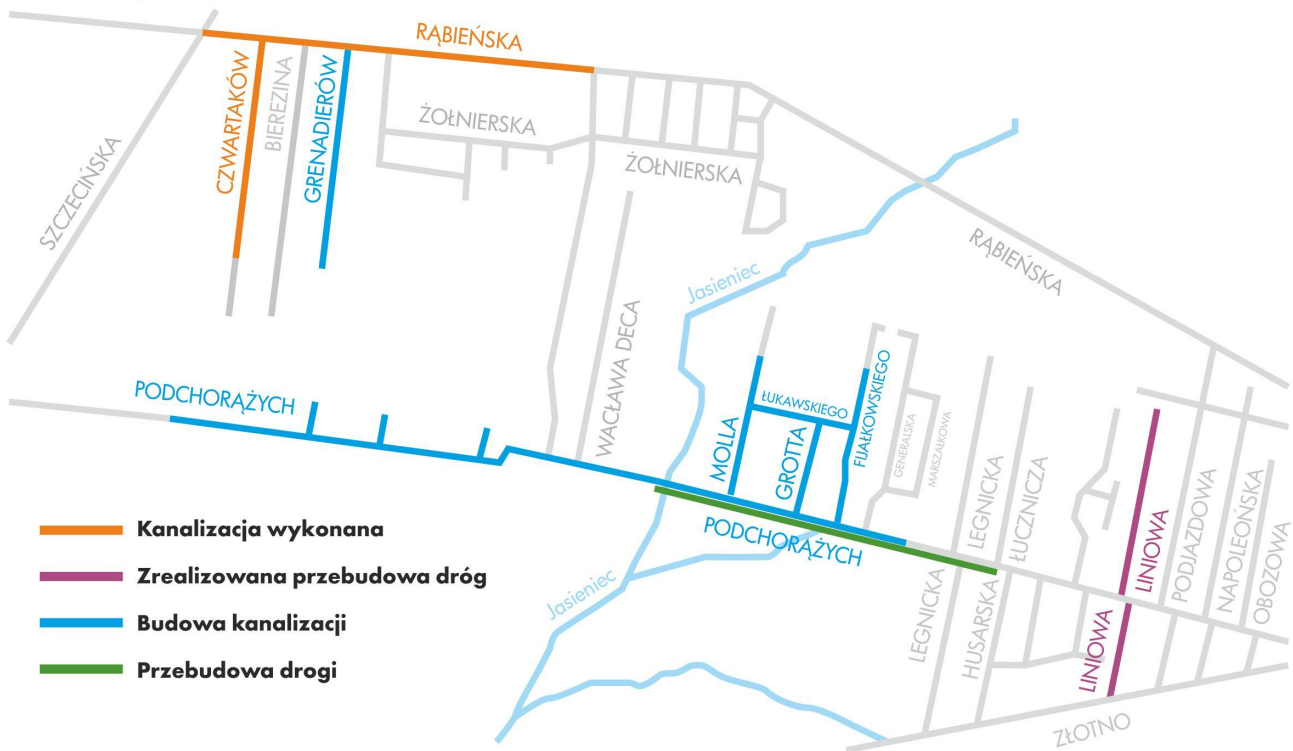 RĄBIEŃSKA
SZCZECIŃSKA
CZWARTAKÓW
BIEREZINA
GRENADIERÓW
ŻOŁNIERSKA
ŻOŁNIERSKA
RĄBIEŃSKA
Jasieniec
WACŁAWA DECA
PODCHORĄŻYCH
MOLLA
ŁUKAWSKIEGO
GROTTA
FIJAŁKOWSKIEGO
GENERALSKA
MARSZAŁKOWA
LEGNICKA
ŁUCZNICZA
LINIOWA
PODJAZDOWA
NAPOLEOŃSKA
OBOZOWA
PODCHORĄŻYCH
Jasieniec
LEGNICKA
HUSARSKA
LINIOWA
ZŁOTNO
Kanalizacja wykonana
Zrealizowana przebudowa dróg
Budowa kanalizacji
Przebudowa drogi